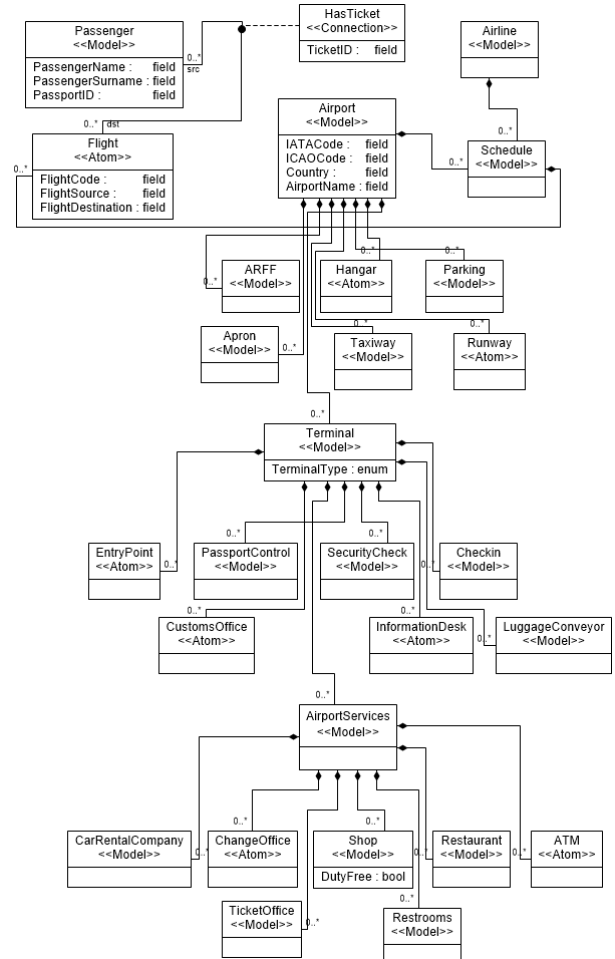 HasTicket
<<Connection>>
TicketID : field
Passenger
<<Model>>
PassengerName : field
PassengerSurname : field
PassportID : field
0..*
src
Airline
<<Model>>
0..* dst
Flight
<<Atom>>
FlightCode : field
FlightSource : field
FlightDestination : field
0..*
Airport
<<Model>>
IATACode : field
ICAOCode : field
Country : field
AirportName : field
0..*
0..*
Schedule
<<Model>>
ARFF
<<Model>>
0..*
Hangar
<<Atom>>
0..*
Parking
<<Model>>
0..*
Apron
<<Model>>
0..*
Taxiway
<<Model>>
0..*
Runway
<<Atom>>
0..*
0..*
Terminal
<<Model>>
TerminalType : enum
EntryPoint
<<Atom>>
0..*
PassportControl
<<Model>>
0..*
SecurityCheck
<<Model>>
0..*
Checkin
<<Model>>
0..*
CustomsOffice
<<Atom>>
0..*
InformationDesk
<<Atom>>
0..*
LuggageConveyor
<<Model>>
0..*
0..*
AirportServices
<<Model>>
CarRentalCompany
<<Model>>
0..*
ChangeOffice
<<Atom>>
0..*
Shop
<<Model>>
DutyFree : bool
0..*
Restaurant
<<Model>>
0..*
ATM
<<Atom>>
0..*
TicketOffice
<<Model>>
0..*
Restrooms
<<Model>>
0..*